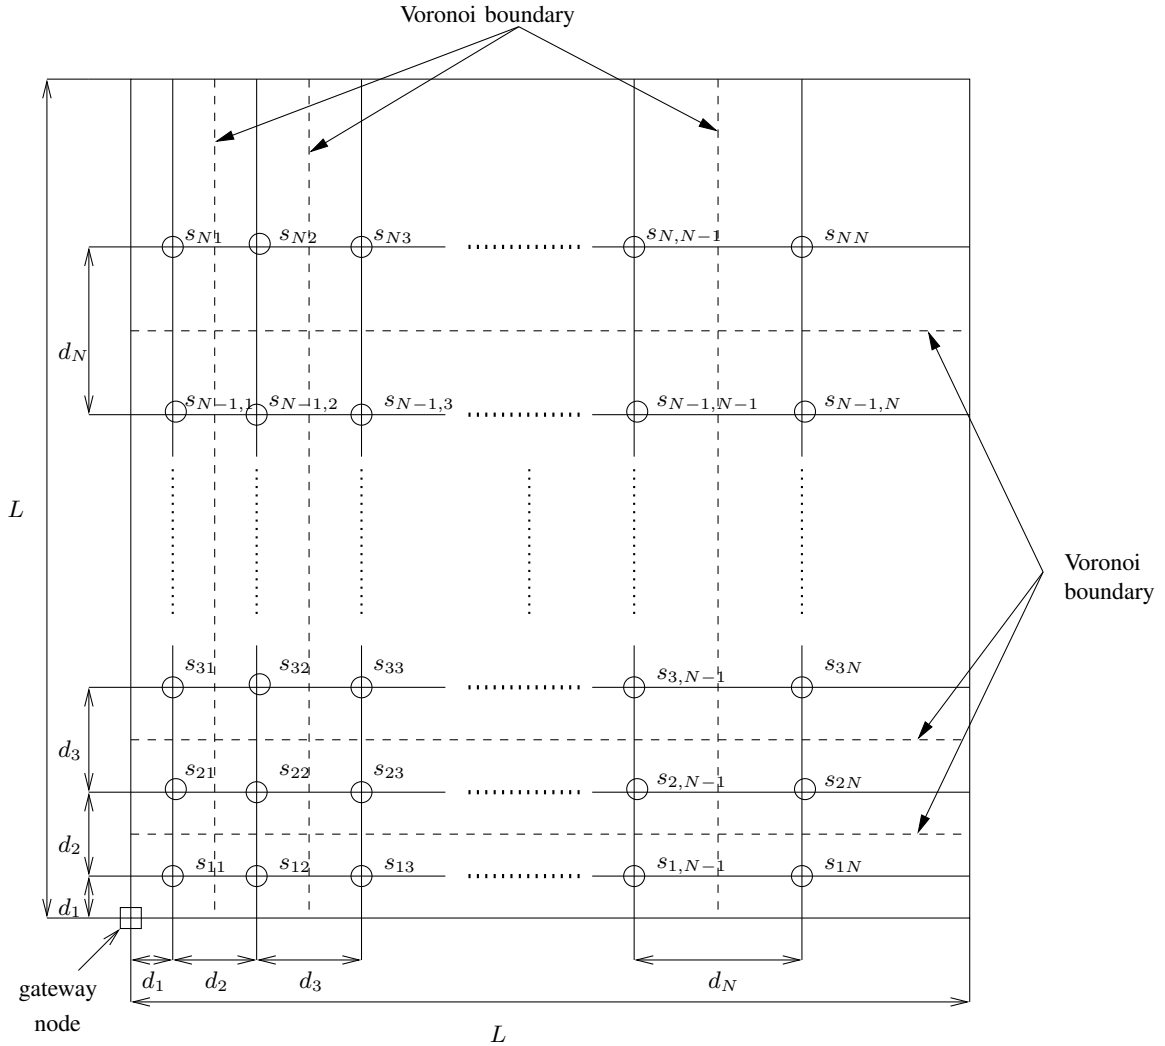 Voronoi boundary
s_{N1} s_{N2} s_{N3} s_{N,N-1} s_{NN}
d_N
s_{N-1,1} s_{N-1,2} s_{N-1,3} s_{N-1,N-1} s_{N-1,N}
L
Voronoi
boundary
s_{31} s_{32} s_{33} s_{3,N-1} s_{3N}
d_3
s_{21} s_{22} s_{23} s_{2,N-1} s_{2N}
d_2
s_{11} s_{12} s_{13} s_{1,N-1} s_{1N}
d_1
d_1 d_2 d_3 d_N
gateway
node
L